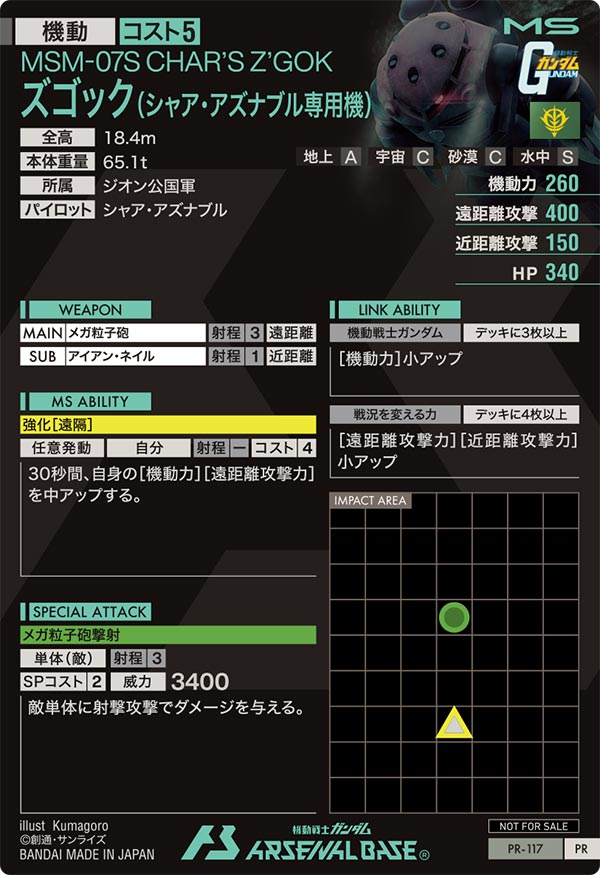 機動 コスト5
MS
MSM-07S CHAR'S Z'GOK
機動戦士ガンダム GUNDAM
ズゴック(シャア・アズナブル専用機)
全高 18.4m
本体重量 65.1t
所属 ジオン公国軍
パイロット シャア・アズナブル
地上 A 宇宙 C 砂漠 C 水中 S
機動力 260
遠距離攻撃 400
近距離攻撃 150
HP 340
WEAPON
MAIN メガ粒子砲 射程 3 遠距離
SUB アイアン・ネイル 射程 1 近距離
MS ABILITY
強化[遠隔]
任意発動 自分 射程 ー コスト 4
30秒間、自身の[機動力][遠距離攻撃力]
を中アップする。
SPECIAL ATTACK
メガ粒子砲撃射
単体(敵) 射程 3
SPコスト 2 威力 3400
敵単体に射撃攻撃でダメージを与える。
LINK ABILITY
機動戦士ガンダム デッキに3枚以上
[機動力]小アップ
戦況を変える力 デッキに4枚以上
[遠距離攻撃力][近距離攻撃力]
小アップ
IMPACT AREA
illust Kumagoro
©創通・サンライズ
BANDAI MADE IN JAPAN
機動戦士ガンダム
ARSENAL BASE®
NOT FOR SALE
PR-117 PR